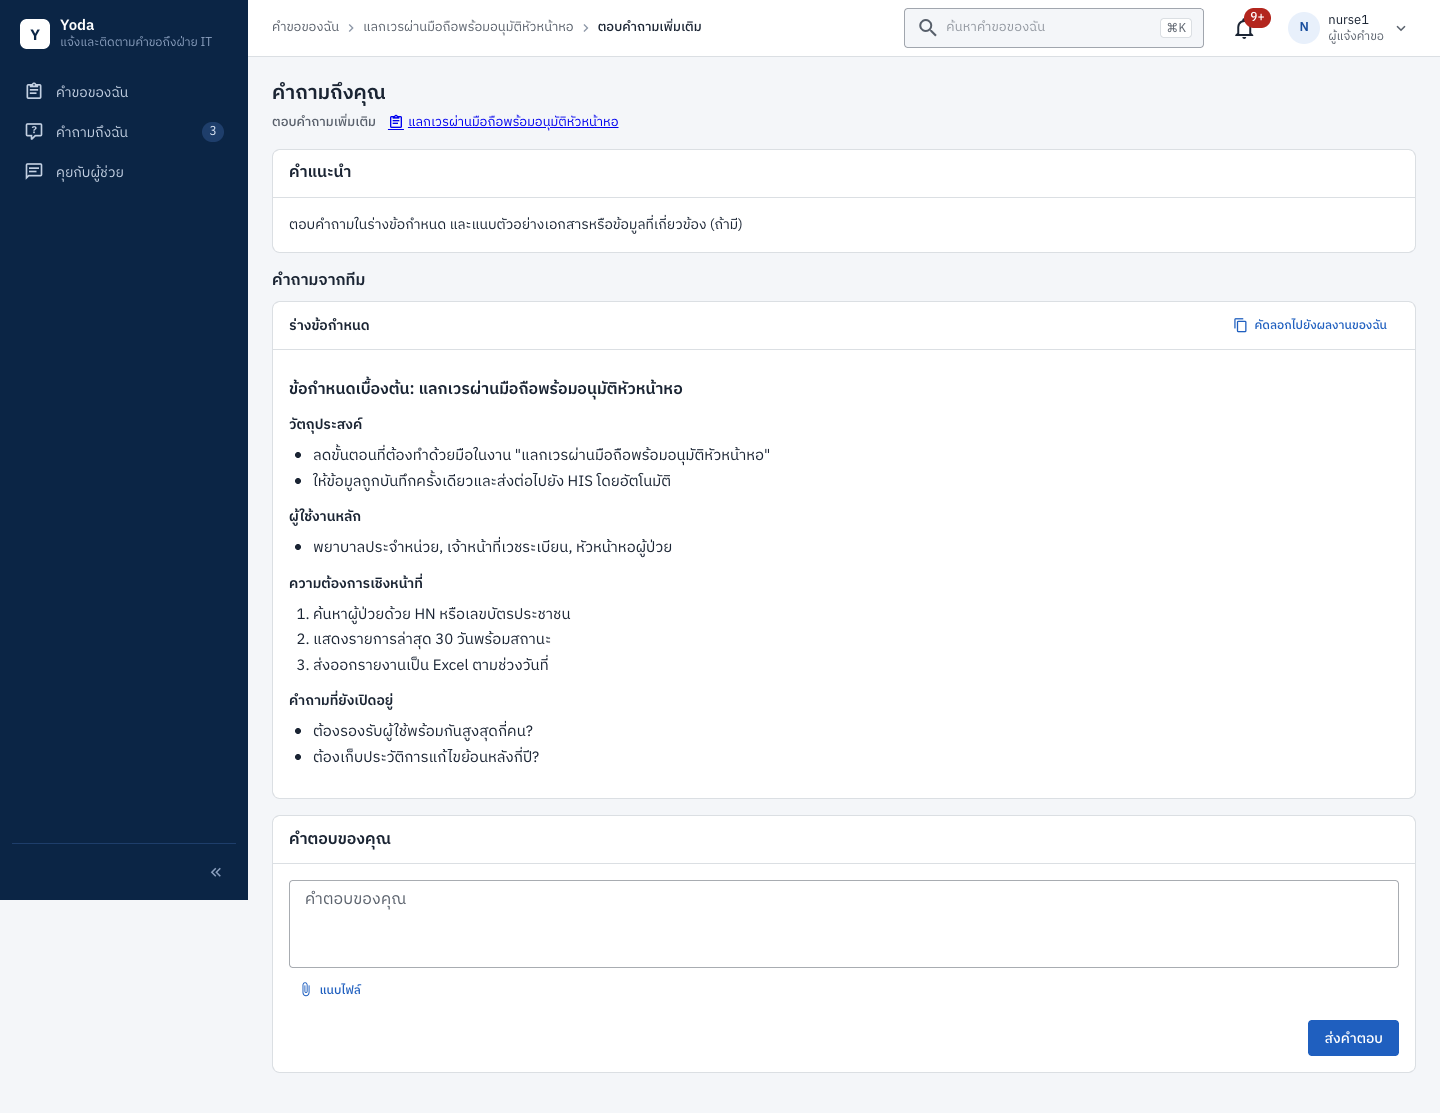 Y
Yoda
แจ้งและติดตามคำขอถึงฝ่าย IT
คำขอของฉัน
คำถามถึงฉัน
3
คุยกับผู้ช่วย
คำขอของฉัน
แลกเวรผ่านมือถือพร้อมอนุมัติหัวหน้าหอ
ตอบคำถามเพิ่มเติม
ค้นหาคำขอของฉัน
⌘K
9+
N
nurse1
ผู้แจ้งคำขอ
คำถามถึงคุณ
ตอบคำถามเพิ่มเติม
แลกเวรผ่านมือถือพร้อมอนุมัติหัวหน้าหอ
คำแนะนำ
ตอบคำถามในร่างข้อกำหนด และแนบตัวอย่างเอกสารหรือข้อมูลที่เกี่ยวข้อง (ถ้ามี)
คำถามจากทีม
ร่างข้อกำหนด
คัดลอกไปยังผลงานของฉัน
ข้อกำหนดเบื้องต้น: แลกเวรผ่านมือถือพร้อมอนุมัติหัวหน้าหอ
วัตถุประสงค์
ลดขั้นตอนที่ต้องทำด้วยมือในงาน "แลกเวรผ่านมือถือพร้อมอนุมัติหัวหน้าหอ"
ให้ข้อมูลถูกบันทึกครั้งเดียวและส่งต่อไปยัง HIS โดยอัตโนมัติ
ผู้ใช้งานหลัก
พยาบาลประจำหน่วย, เจ้าหน้าที่เวชระเบียน, หัวหน้าหอผู้ป่วย
ความต้องการเชิงหน้าที่
1. ค้นหาผู้ป่วยด้วย HN หรือเลขบัตรประชาชน
2. แสดงรายการล่าสุด 30 วันพร้อมสถานะ
3. ส่งออกรายงานเป็น Excel ตามช่วงวันที่
คำถามที่ยังเปิดอยู่
ต้องรองรับผู้ใช้พร้อมกันสูงสุดกี่คน?
ต้องเก็บประวัติการแก้ไขย้อนหลังกี่ปี?
คำตอบของคุณ
คำตอบของคุณ
แนบไฟล์
ส่งคำตอบ